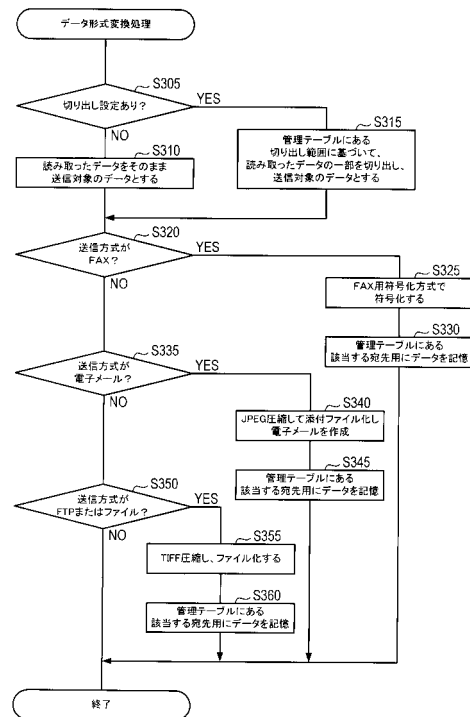 データ形式変換処理
S305
切り出し設定あり?
YES
NO
S310
読み取ったデータをそのまま
送信対象のデータとする
S315
管理テーブルにある
切り出し範囲に基づいて、
読み取ったデータの一部を切り出し、
送信対象のデータとする
S320
送信方式が
FAX?
YES
NO
S325
FAX用符号化方式で
符号化する
S330
管理テーブルにある
該当する宛先用にデータを記憶
S335
送信方式が
電子メール?
YES
NO
S340
JPEG圧縮して添付ファイル化し
電子メールを作成
S345
管理テーブルにある
該当する宛先用にデータを記憶
S350
送信方式が
FTPまたはファイル?
YES
NO
S355
TIFF圧縮し、ファイル化する
S360
管理テーブルにある
該当する宛先用にデータを記憶
終了